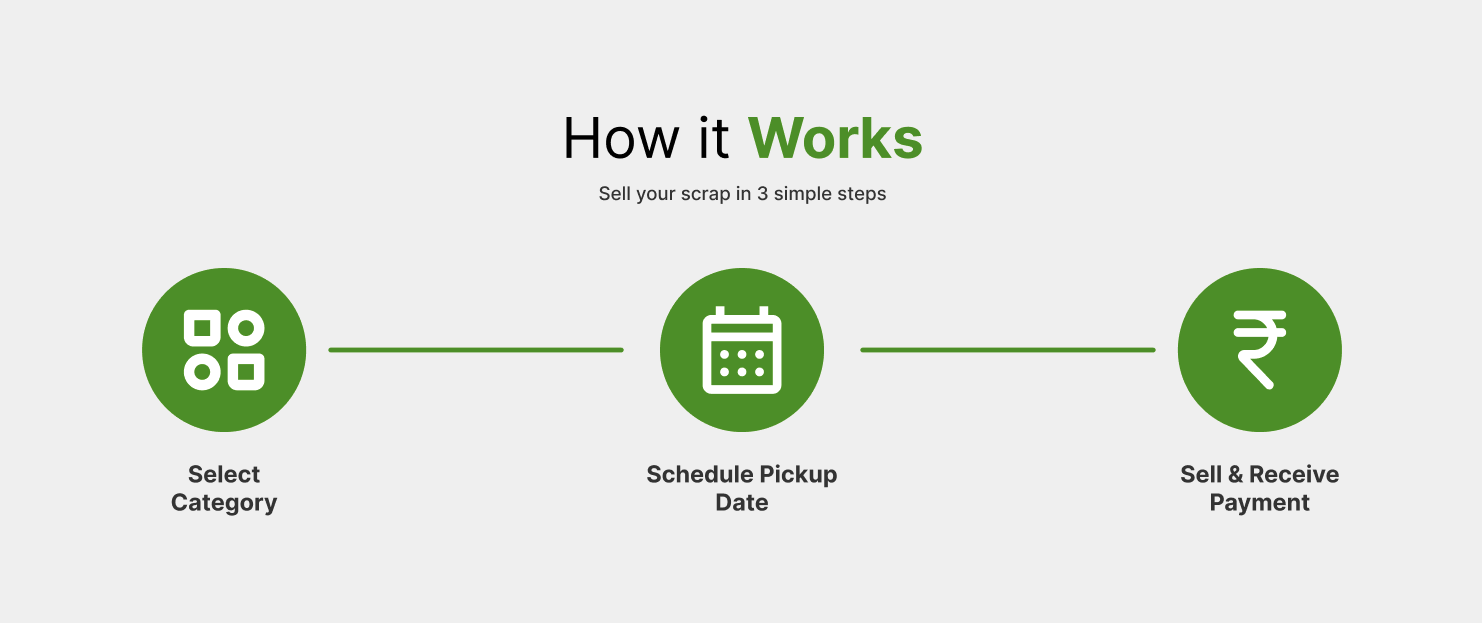 How it Works
Sell your scrap in 3 simple steps
Select
Category
Schedule Pickup
Date
Sell & Receive
Payment